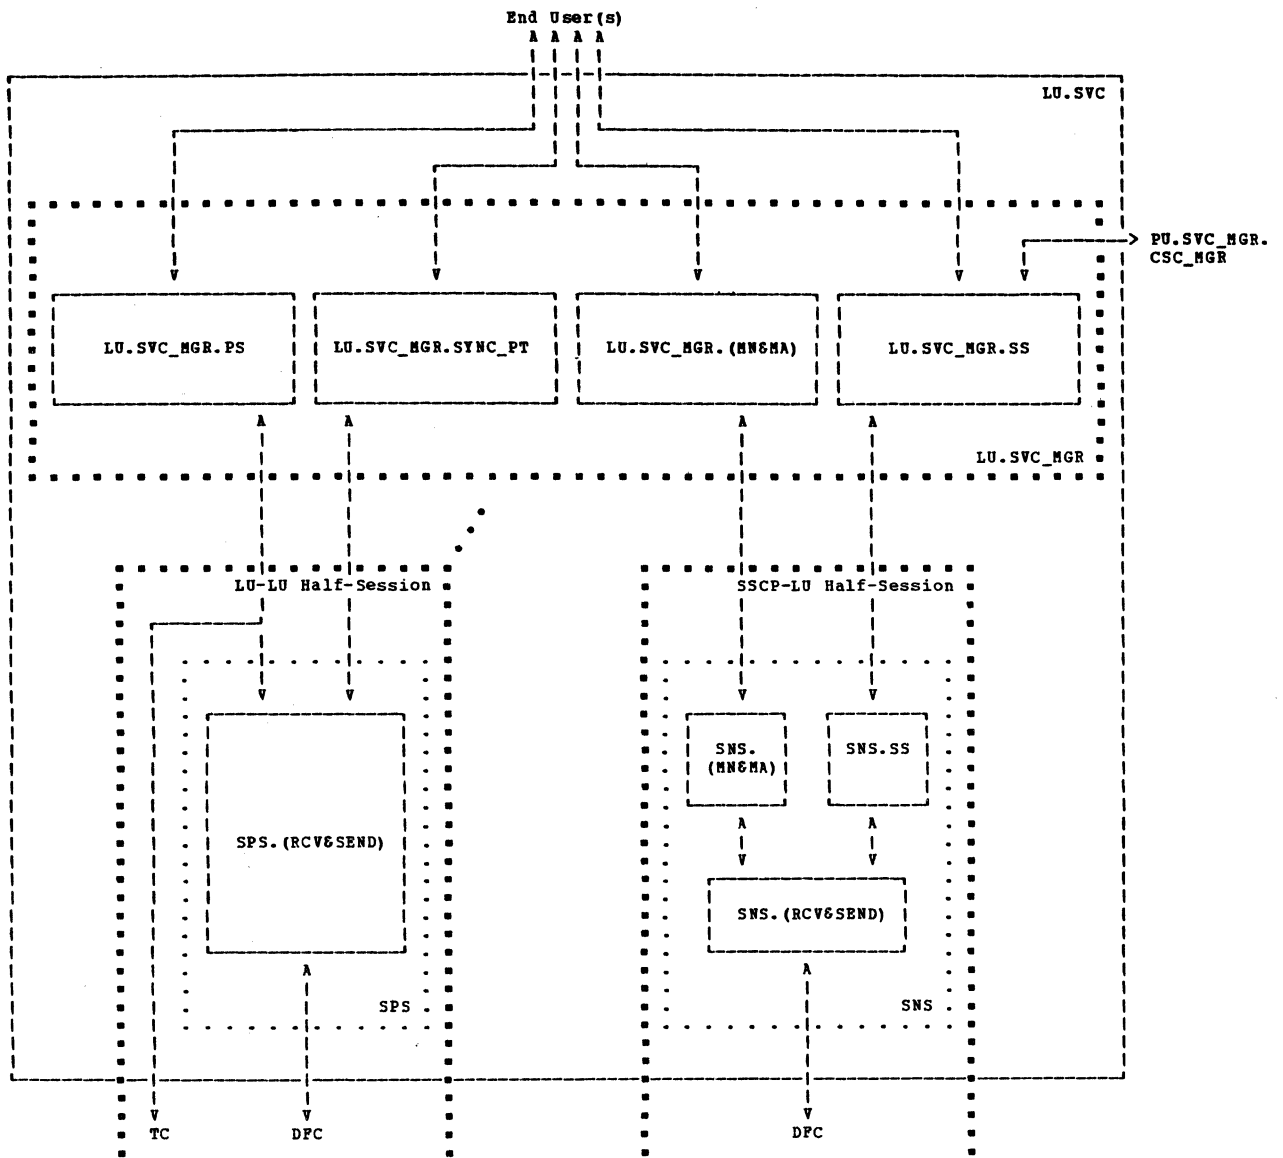 End User(s)
LU.SVC
PU.SVC_MGR.
CSC_MGR
LU.SVC_MGR.PS
LU.SVC_MGR.SYNC_PT
LU.SVC_MGR.(MN&MA)
LU.SVC_MGR.SS
LU.SVC_MGR
LU-LU Half-Session
SSCP-LU Half-Session
SNS.
(MN&MA)
SNS.SS
SPS.(RCV&SEND)
SNS.(RCV&SEND)
SPS
SNS
TC
DFC
DFC